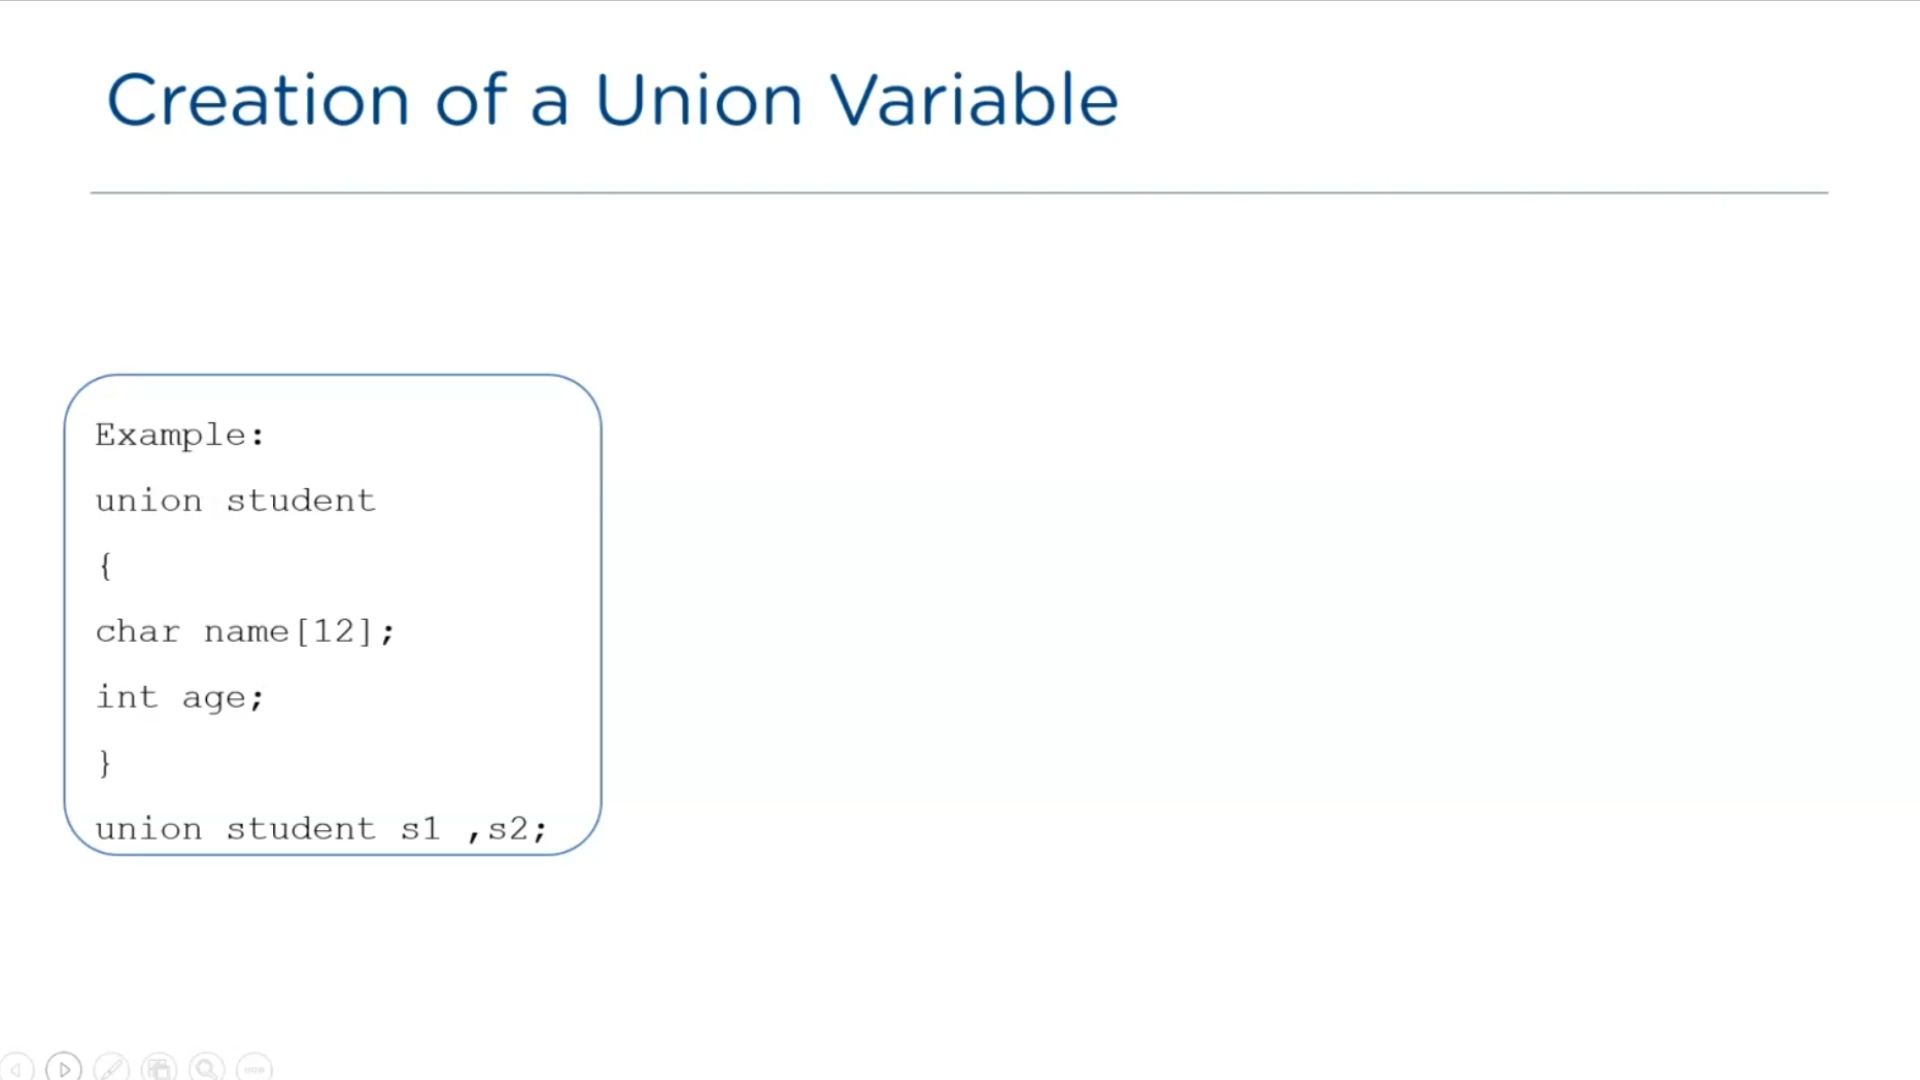 Creation of a Union Variable
Example:
union student
{
char name[12];
int age;
}
union student s1 ,s2;